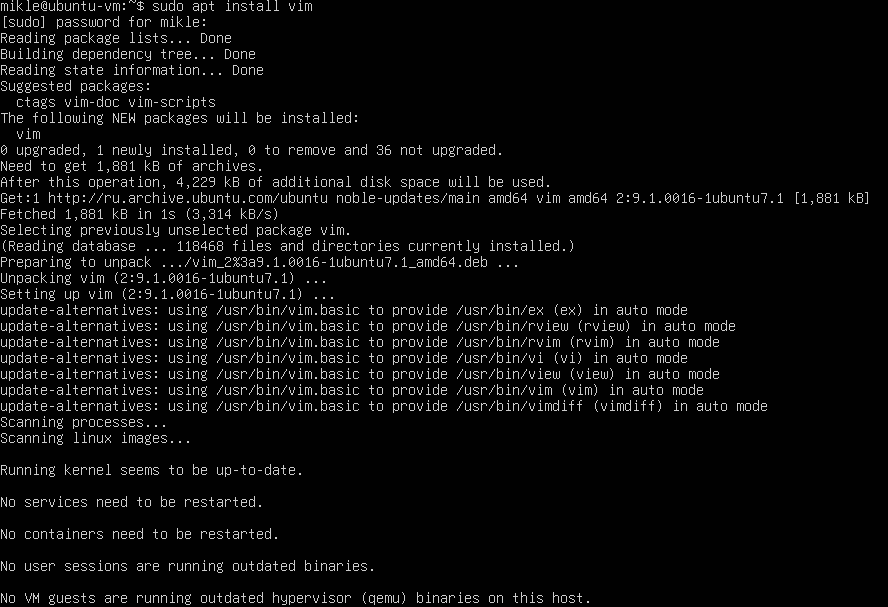 mikle@ubuntu-vm:~$ sudo apt install vim
[sudo] password for mikle:
Reading package lists... Done
Building dependency tree... Done
Reading state information... Done
Suggested packages:
  ctags vim-doc vim-scripts
The following NEW packages will be installed:
  vim
0 upgraded, 1 newly installed, 0 to remove and 36 not upgraded.
Need to get 1,881 kB of archives.
After this operation, 4,229 kB of additional disk space will be used.
Get:1 http://ru.archive.ubuntu.com/ubuntu noble-updates/main amd64 vim amd64 2:9.1.0016-1ubuntu7.1 [1,881 kB]
Fetched 1,881 kB in 1s (3,314 kB/s)
Selecting previously unselected package vim.
(Reading database ... 118468 files and directories currently installed.)
Preparing to unpack .../vim_2%3a9.1.0016-1ubuntu7.1_amd64.deb ...
Unpacking vim (2:9.1.0016-1ubuntu7.1) ...
Setting up vim (2:9.1.0016-1ubuntu7.1) ...
update-alternatives: using /usr/bin/vim.basic to provide /usr/bin/ex (ex) in auto mode
update-alternatives: using /usr/bin/vim.basic to provide /usr/bin/rview (rview) in auto mode
update-alternatives: using /usr/bin/vim.basic to provide /usr/bin/rvim (rvim) in auto mode
update-alternatives: using /usr/bin/vim.basic to provide /usr/bin/vi (vi) in auto mode
update-alternatives: using /usr/bin/vim.basic to provide /usr/bin/view (view) in auto mode
update-alternatives: using /usr/bin/vim.basic to provide /usr/bin/vim (vim) in auto mode
update-alternatives: using /usr/bin/vim.basic to provide /usr/bin/vimdiff (vimdiff) in auto mode
Scanning processes...
Scanning linux images...
Running kernel seems to be up-to-date.
No services need to be restarted.
No containers need to be restarted.
No user sessions are running outdated binaries.
No VM guests are running outdated hypervisor (qemu) binaries on this host.